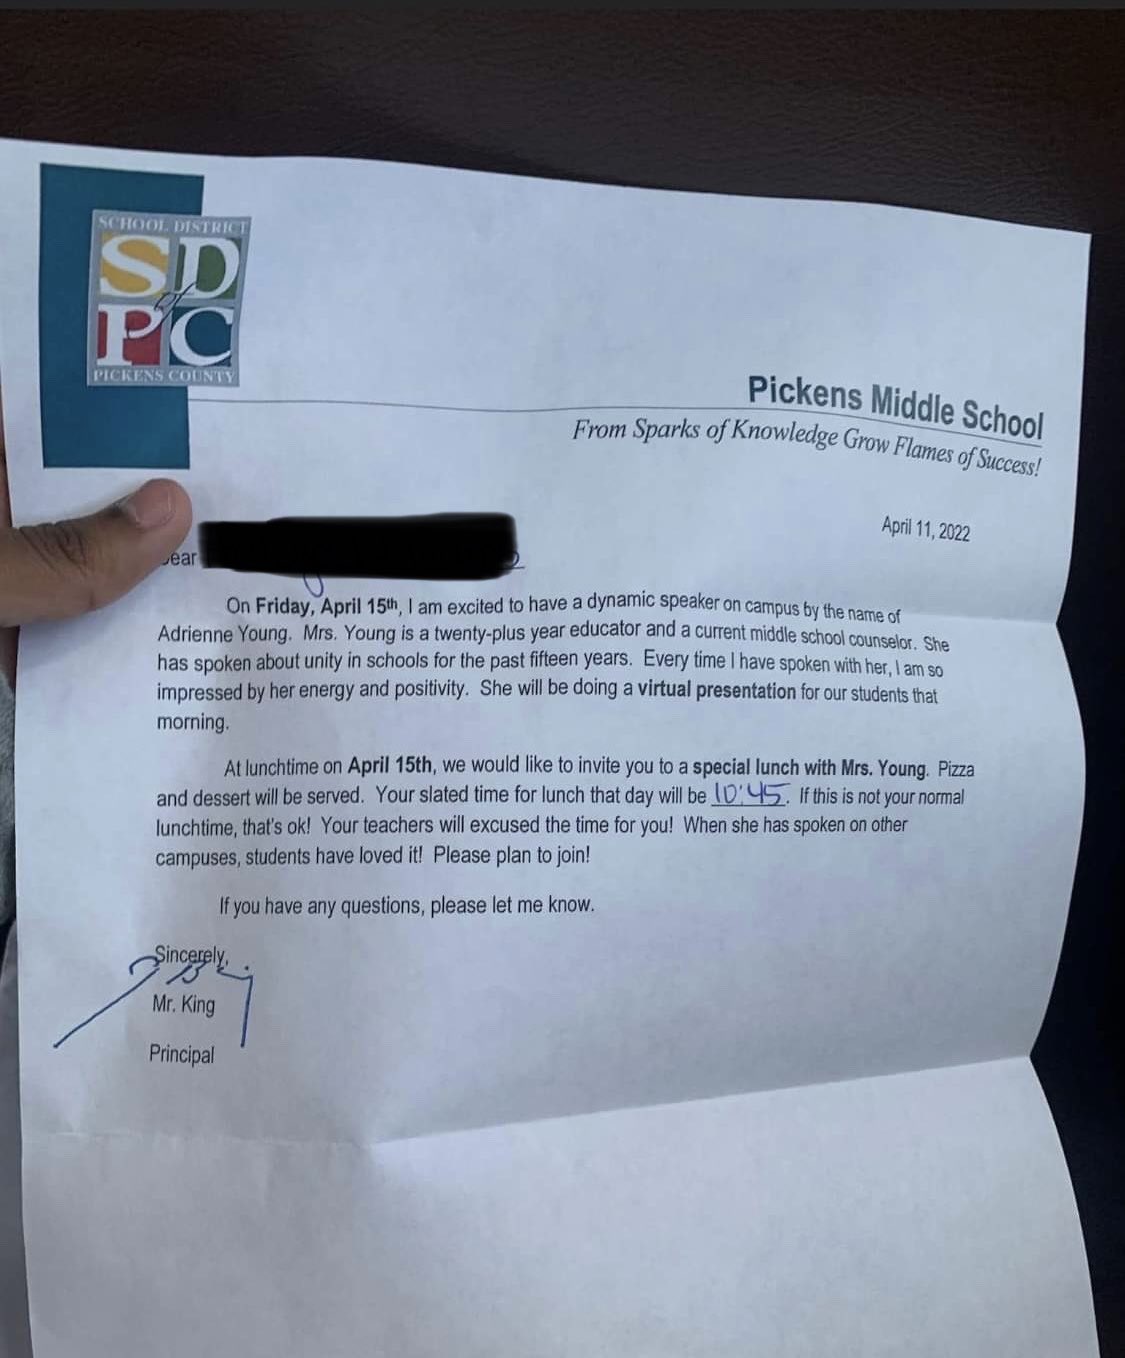 SCHOOL DISTRICT
SD
of
PC
PICKENS COUNTY
Pickens Middle School
From Sparks of Knowledge Grow Flames of Success!
April 11, 2022
ear
On Friday, April 15th, I am excited to have a dynamic speaker on campus by the name of
Adrienne Young. Mrs. Young is a twenty-plus year educator and a current middle school counselor. She
has spoken about unity in schools for the past fifteen years. Every time I have spoken with her, I am so
impressed by her energy and positivity. She will be doing a virtual presentation for our students that
morning.
At lunchtime on April 15th, we would like to invite you to a special lunch with Mrs. Young. Pizza
and dessert will be served. Your slated time for lunch that day will be 10:45. If this is not your normal
lunchtime, that's ok! Your teachers will excused the time for you! When she has spoken on other
campuses, students have loved it! Please plan to join!
If you have any questions, please let me know.
Sincerely,
Mr. King
Principal